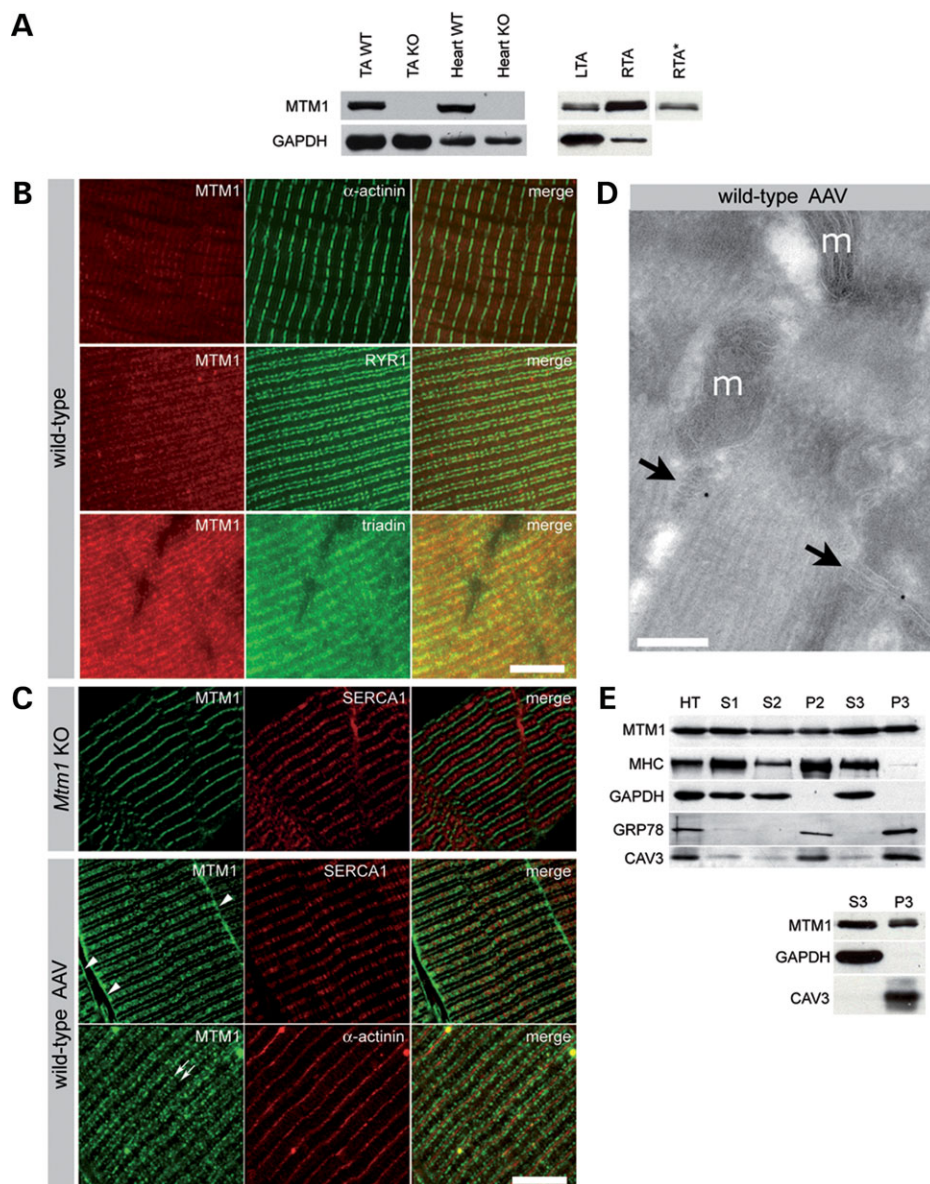 A
TA WT
TA KO
Heart WT
Heart KO
LTA
RTA
RTA*
MTM1
GAPDH
B
wild-type
MTM1
α-actinin
merge
MTM1
RYR1
merge
MTM1
triadin
merge
C
Mtm1 KO
MTM1
SERCA1
merge
wild-type AAV
MTM1
SERCA1
MTM1
α-actinin
merge
D
wild-type AAV
m
m
E
HT S1 S2 P2 S3 P3
MTM1
MHC
GAPDH
GRP78
CAV3
S3 P3
MTM1
GAPDH
CAV3